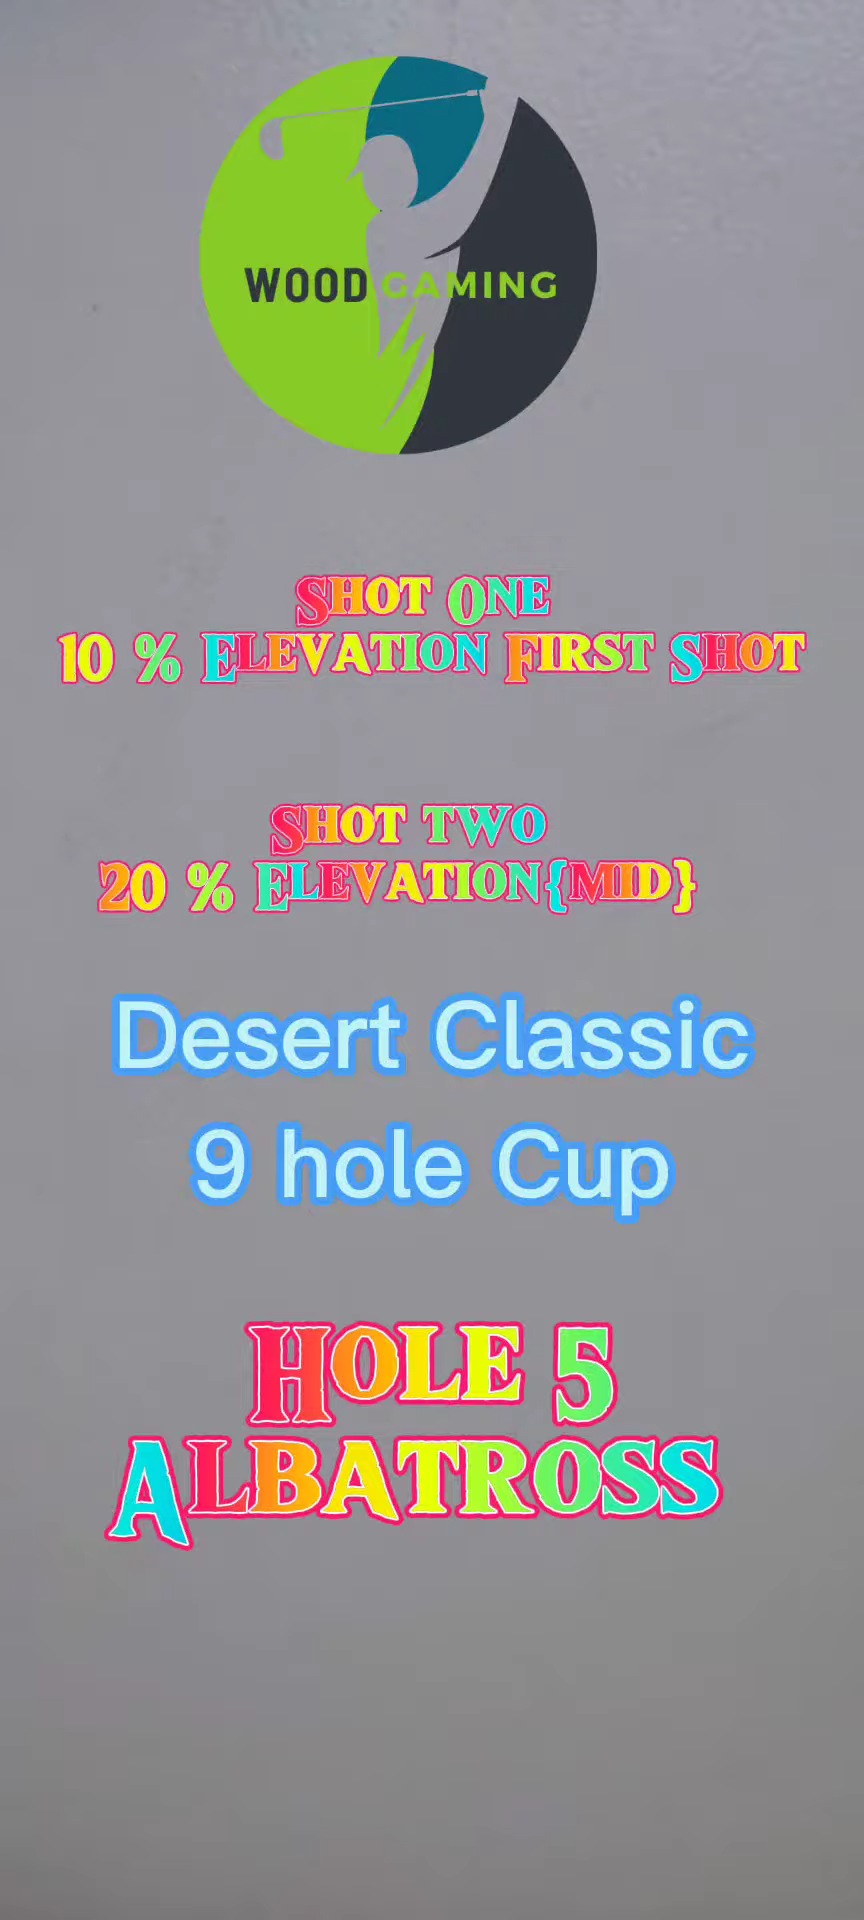 WOOD GAMING
Shot One
10 % Elevation First Shot
Shot two
20 % Elevation{mid}
Desert Classic
9 hole Cup
Hole 5
Albatross